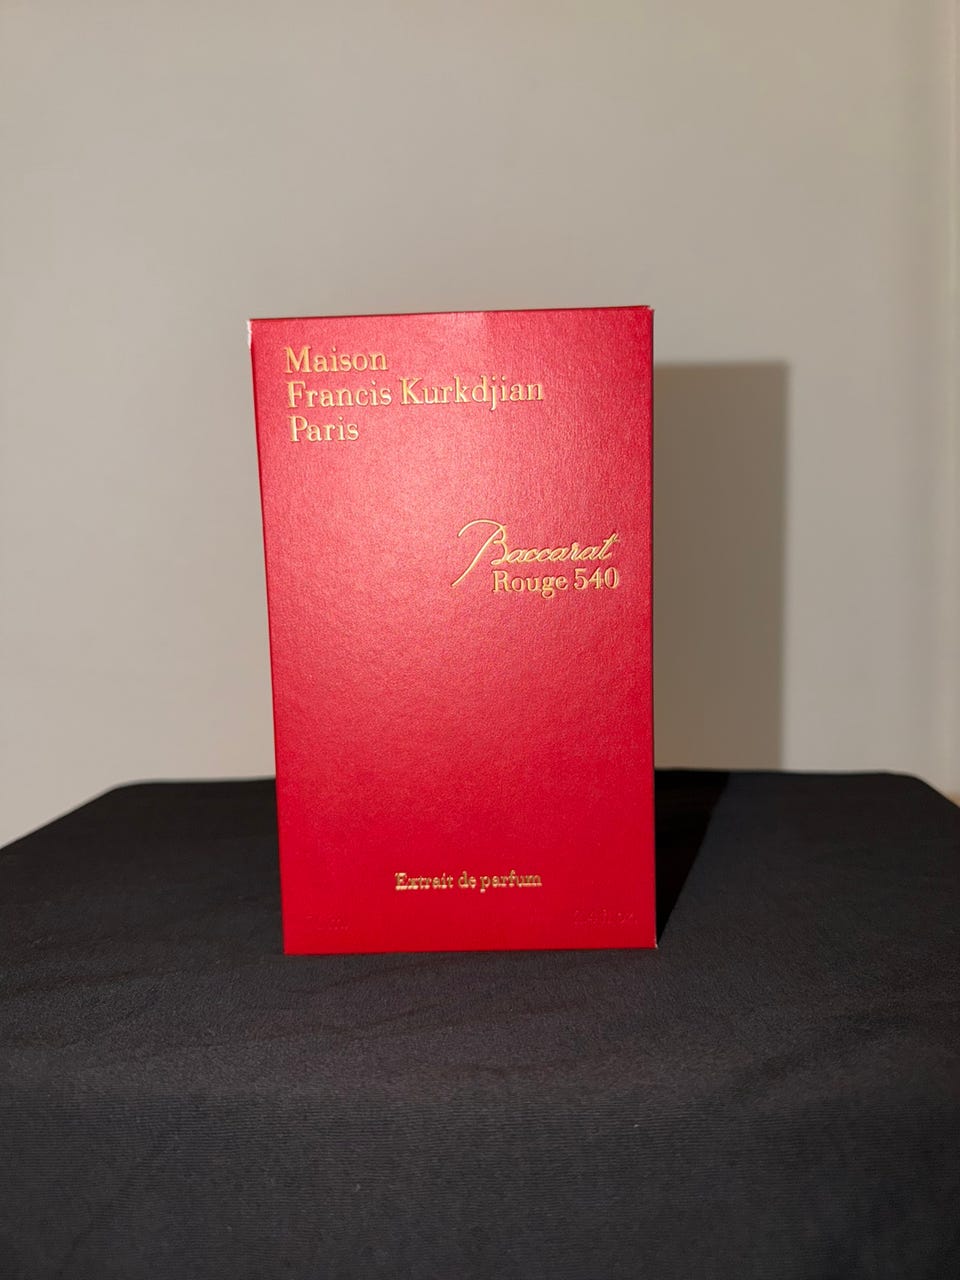 Maison
Francis Kurkdjian
Paris
Baccarat
Rouge 540
Extrait de parfum